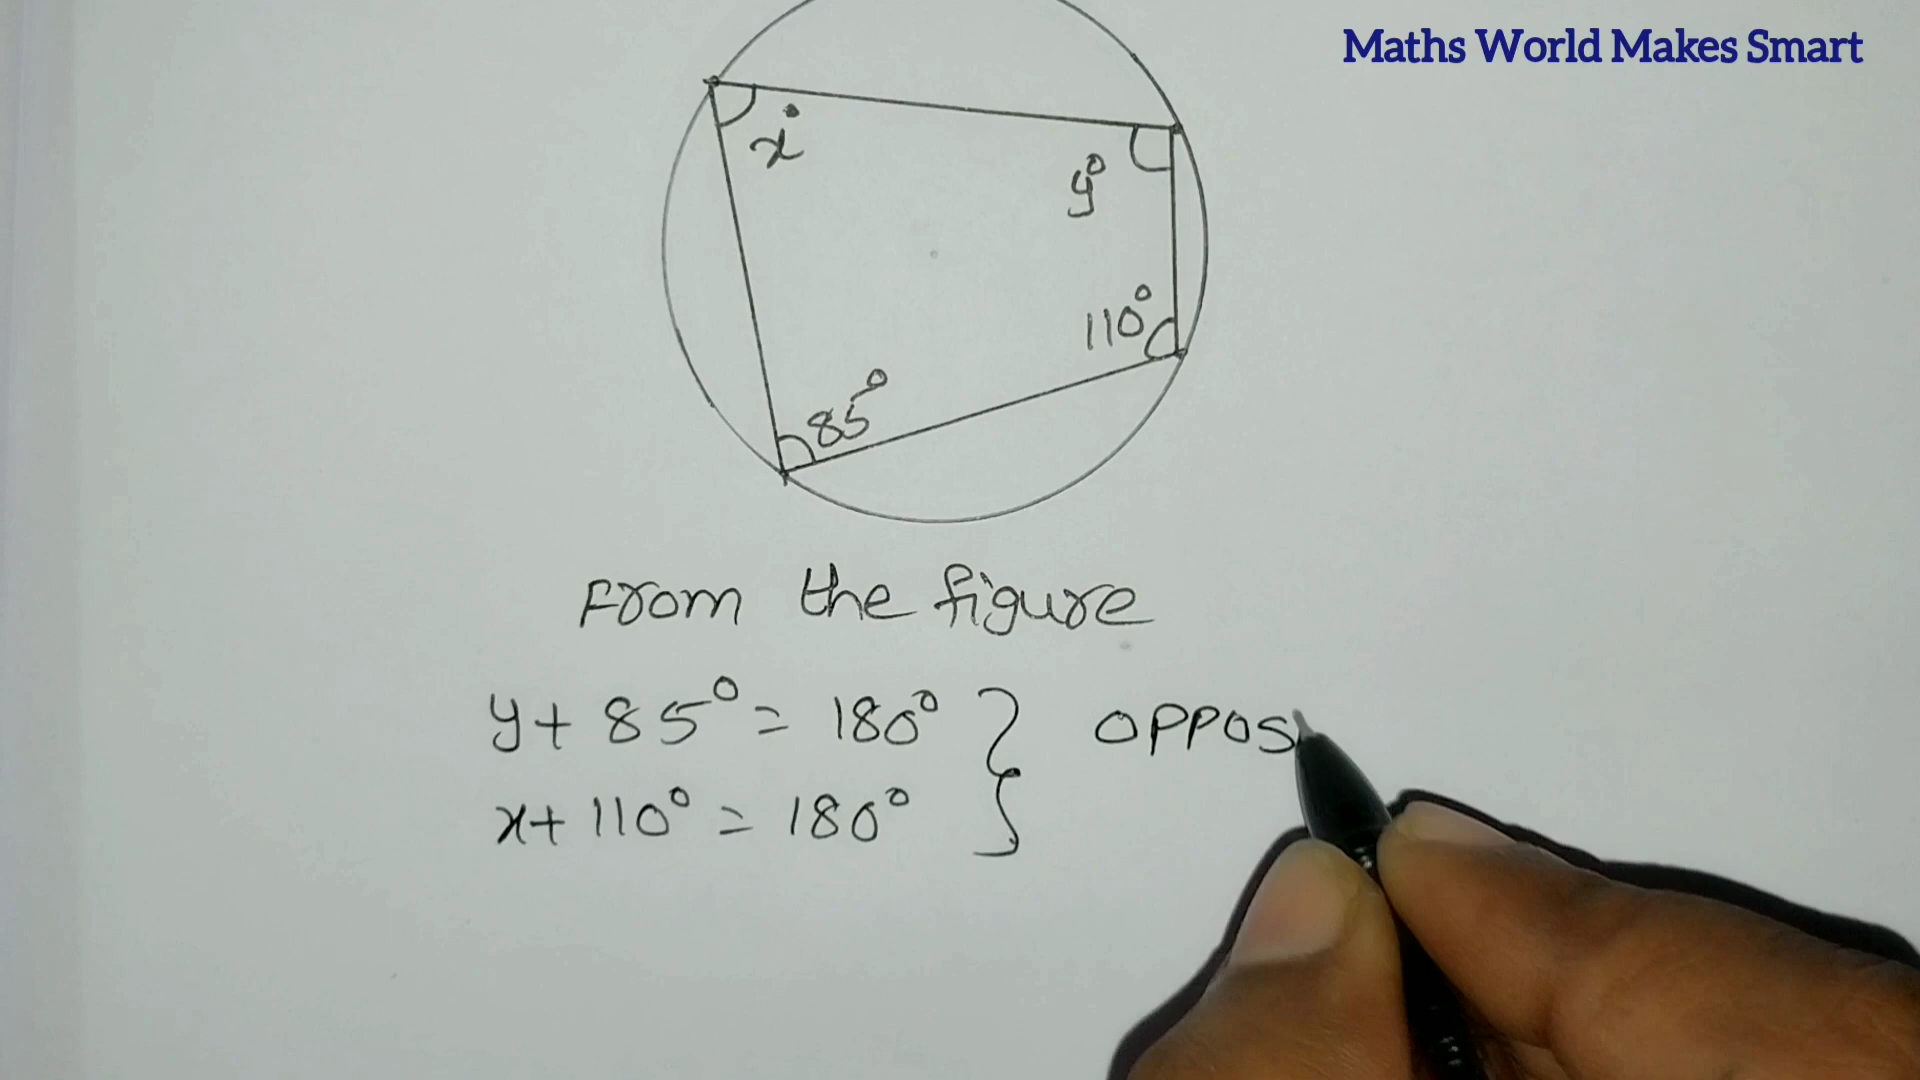 Maths World Makes Smart
x°
y°
110°
85°
From the figure
y + 85° = 180° } OPPOS
x + 110° = 180°